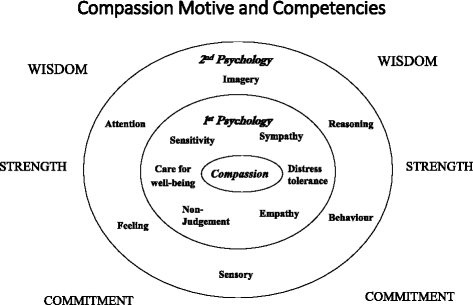 Compassion Motive and Competencies
WISDOM
WISDOM
2nd Psychology
Imagery
Attention
Reasoning
1st Psychology
Sensitivity
Sympathy
STRENGTH
STRENGTH
Care for
well-being
Compassion
Distress
tolerance
Non-
Judgement
Empathy
Feeling
Behaviour
Sensory
COMMITMENT
COMMITMENT